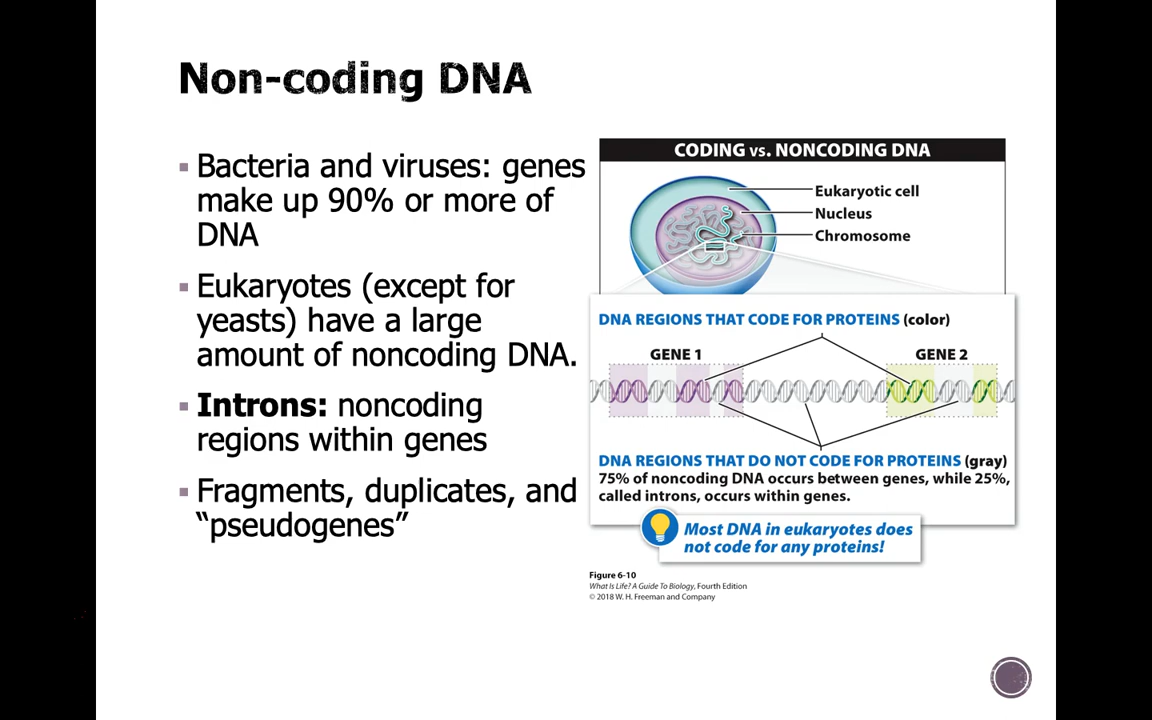 Non-coding DNA
Bacteria and viruses: genes
make up 90% or more of
DNA
Eukaryotes (except for
yeasts) have a large
amount of noncoding DNA.
Introns: noncoding
regions within genes
Fragments, duplicates, and
“pseudogenes”
CODING vs. NONCODING DNA
Eukaryotic cell
Nucleus
Chromosome
DNA REGIONS THAT CODE FOR PROTEINS (color)
GENE 1
GENE 2
DNA REGIONS THAT DO NOT CODE FOR PROTEINS (gray)
75% of noncoding DNA occurs between genes, while 25%,
called introns, occurs within genes.
Most DNA in eukaryotes does
not code for any proteins!
Figure 6-10
What Is Life? A Guide To Biology, Fourth Edition
© 2018 W. H. Freeman and Company